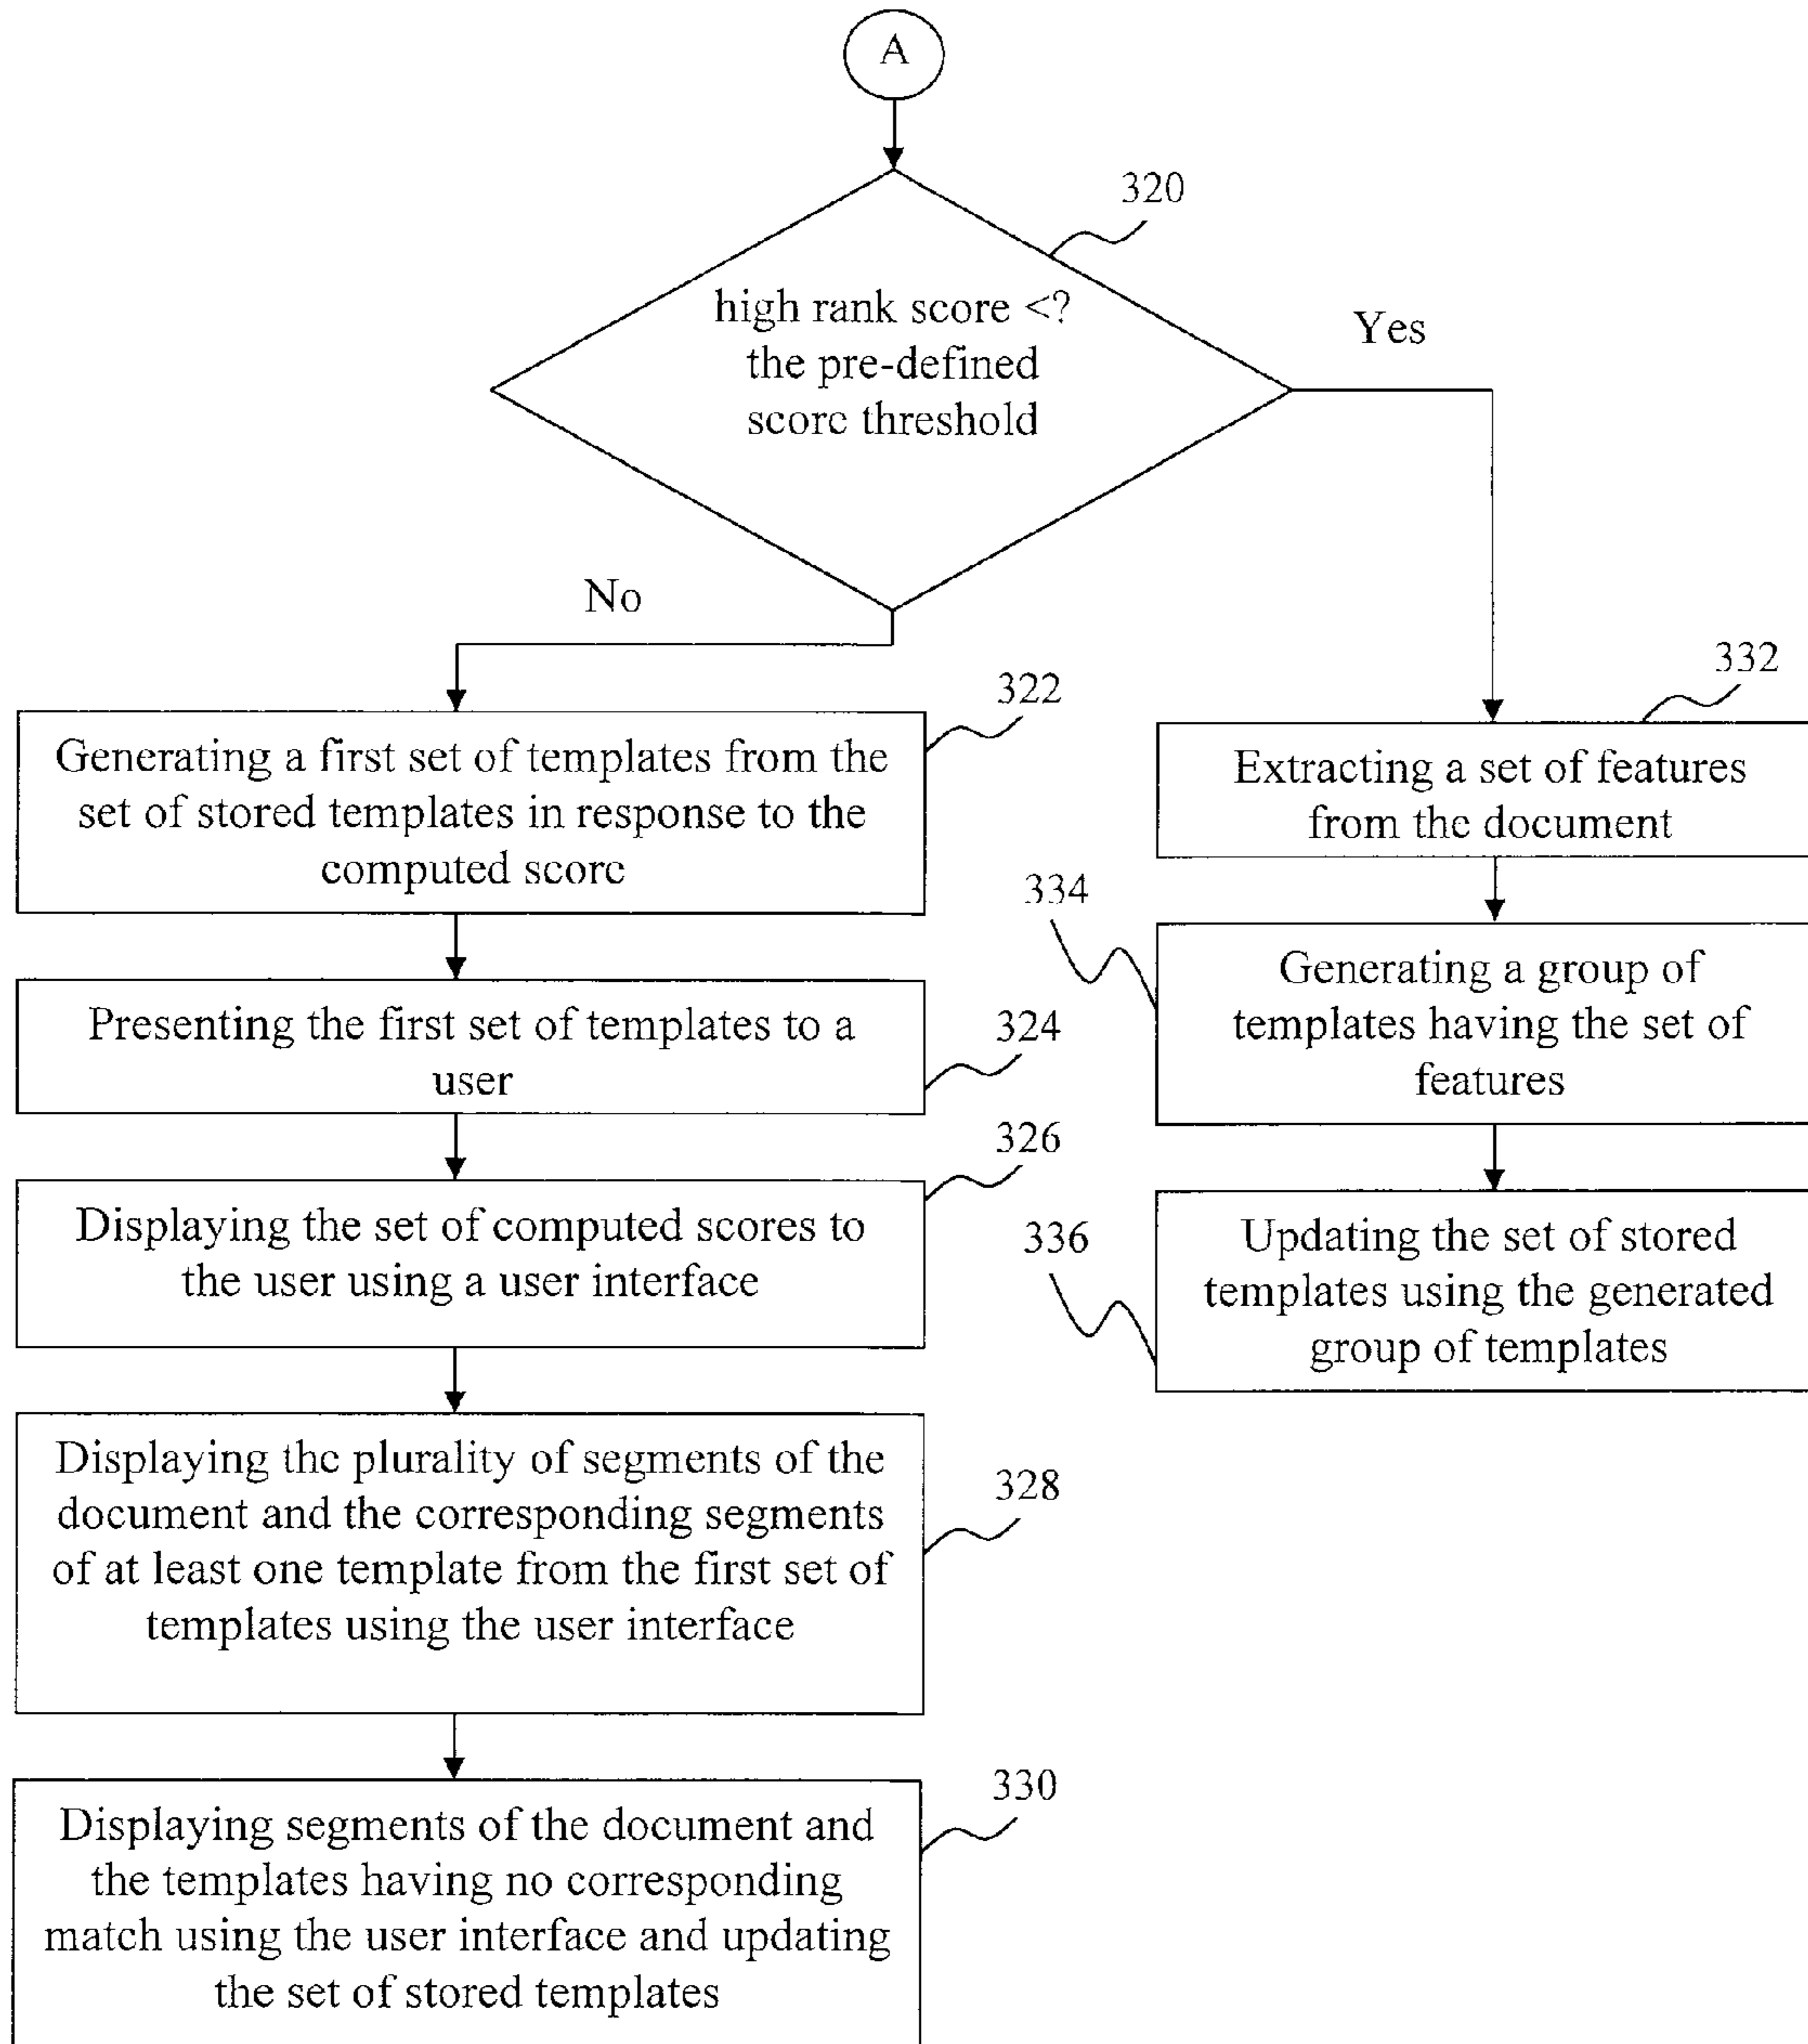 A
320
high rank score <?
the pre-defined
score threshold
Yes
No
322
Generating a first set of templates from the
set of stored templates in response to the
computed score
324
Presenting the first set of templates to a
user
326
Displaying the set of computed scores to
the user using a user interface
328
Displaying the plurality of segments of the
document and the corresponding segments
of at least one template from the first set of
templates using the user interface
330
Displaying segments of the document and
the templates having no corresponding
match using the user interface and updating
the set of stored templates
332
Extracting a set of features
from the document
334
Generating a group of
templates having the set of
features
336
Updating the set of stored
templates using the generated
group of templates